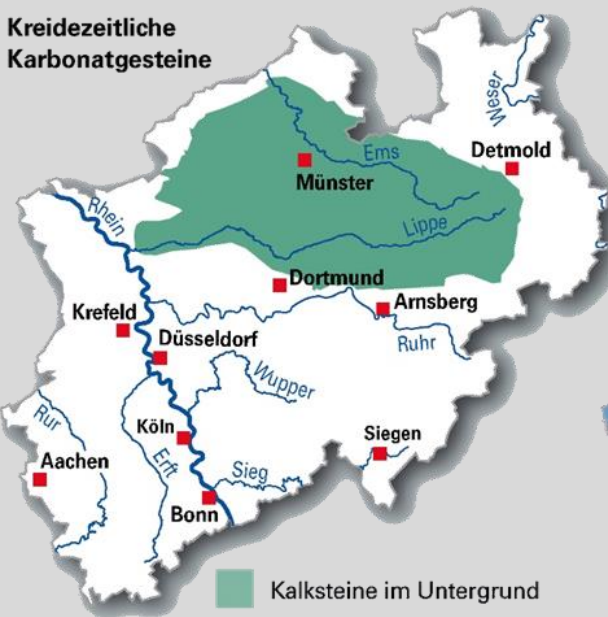 Kreidezeitliche
Karbonatgesteine
Weser
Detmold
Ems
Münster
Lippe
Rhein
Dortmund
Arnsberg
Krefeld
Düsseldorf
Ruhr
Wupper
Rur
Köln
Siegen
Aachen
Erft
Sieg
Bonn
Kalksteine im Untergrund